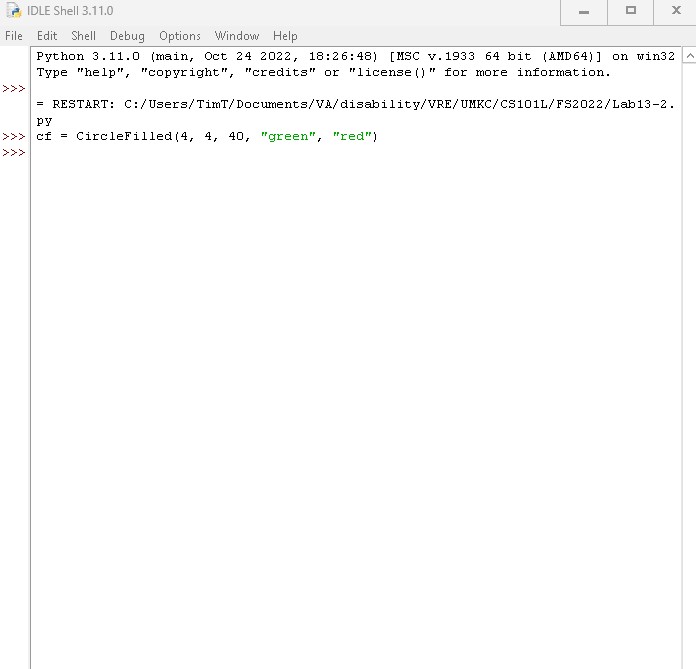 IDLE Shell 3.11.0
File Edit Shell Debug Options Window Help
Python 3.11.0 (main, Oct 24 2022, 18:26:48) [MSC v.1933 64 bit (AMD64)] on win32
Type "help", "copyright", "credits" or "license()" for more information.
>>>
= RESTART: C:/Users/TimT/Documents/VA/disability/VRE/UMKC/CS101L/FS2022/Lab13-2.
py
>>> cf = CircleFilled(4, 4, 40, "green", "red")
>>>